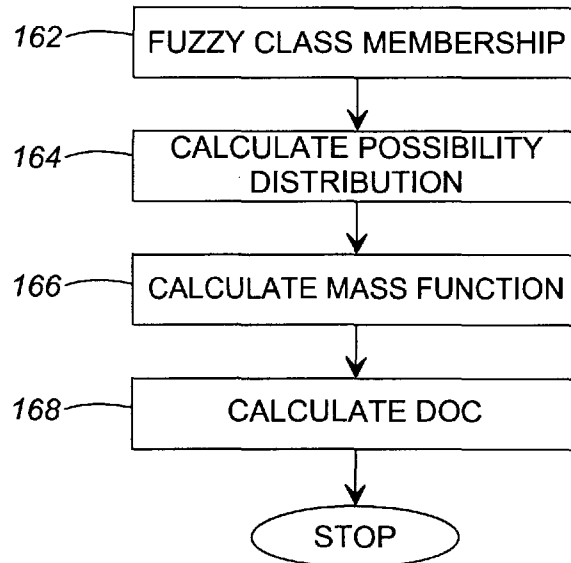 162
FUZZY CLASS MEMBERSHIP
164
CALCULATE POSSIBILITY
DISTRIBUTION
166
CALCULATE MASS FUNCTION
168
CALCULATE DOC
STOP